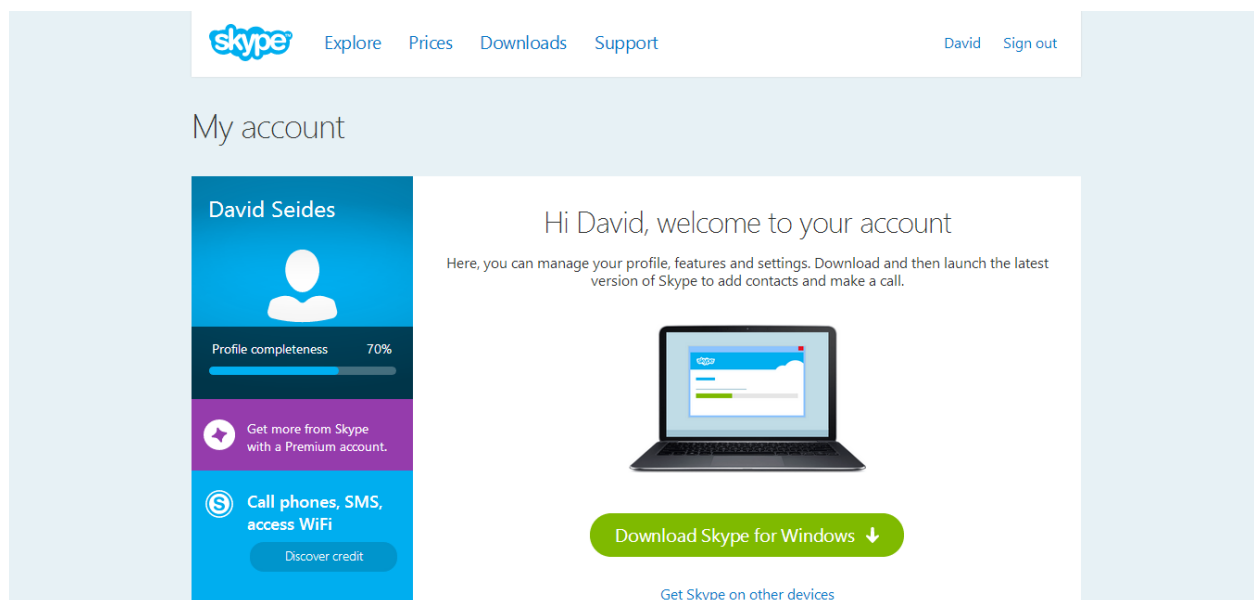 skype
Explore Prices Downloads Support David Sign out
My account
David Seides
Profile completeness 70%
Get more from Skype
with a Premium account.
Call phones, SMS,
access WiFi
Discover credit
Hi David, welcome to your account
Here, you can manage your profile, features and settings. Download and then launch the latest
version of Skype to add contacts and make a call.
skype
Download Skype for Windows
Get Skype on other devices